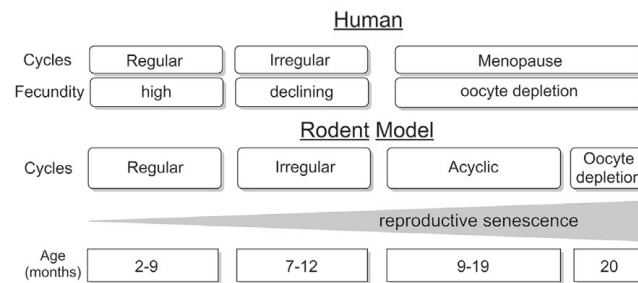 Human
Cycles Regular Irregular Menopause
Fecundity high declining oocyte depletion
Rodent Model
Cycles Regular Irregular Acyclic Oocyte depletion
reproductive senescence
Age (months) 2-9 7-12 9-19 20